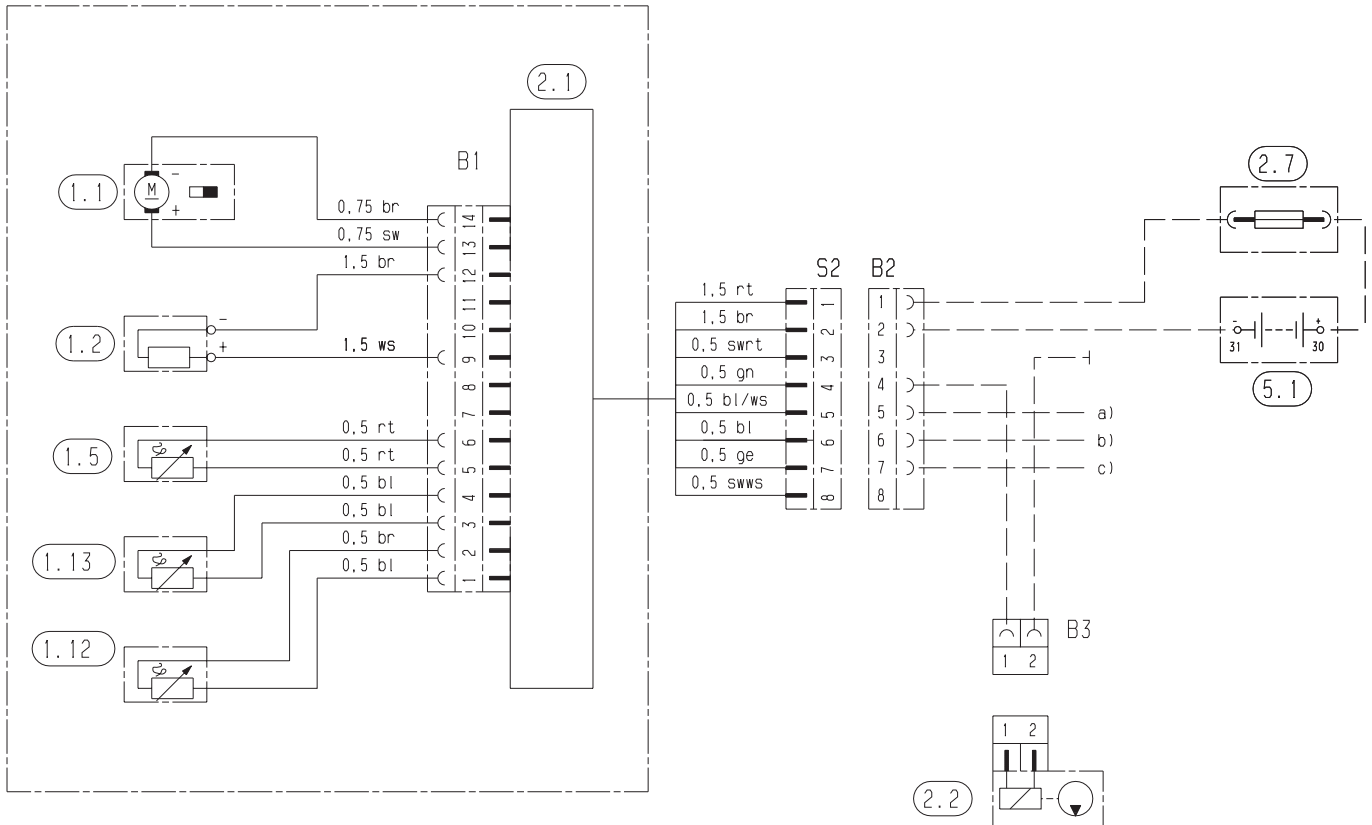 2.1
B1
1.1
M
-
+
0,75 br
14
0,75 sw
13
1,5 br
12
11
10
1.2
-
+
1,5 ws
9
8
7
1.5
0,5 rt
6
0,5 rt
5
0,5 bl
4
0,5 bl
3
1.13
0,5 br
2
0,5 bl
1
1.12
S2
B2
1,5 rt
1
1
1,5 br
2
2
0,5 swrt
3
3
0,5 gn
4
4
0,5 bl/ws
5
5
a)
0,5 bl
6
6
b)
0,5 ge
7
7
c)
0,5 swws
8
8
2.7
-
+
31
30
5.1
B3
1 2
1 2
2.2